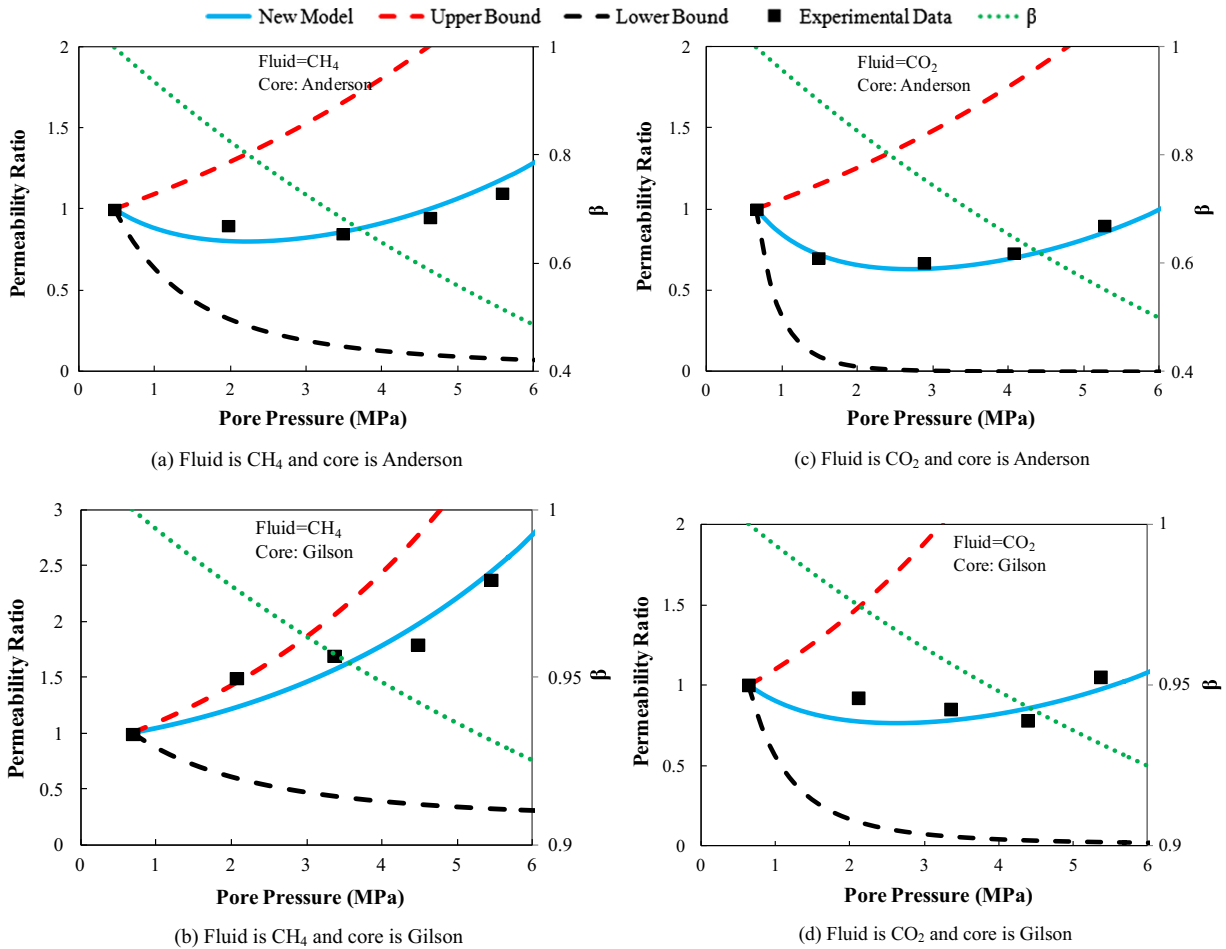 New Model Upper Bound Lower Bound Experimental Data β
2
1.5
1
0.5
0
Permeability Ratio
Fluid=CH₄
Core: Anderson
1
0.8
0.6
0.4
β
0 1 2 3 4 5 6
Pore Pressure (MPa)
(a) Fluid is CH₄ and core is Anderson
2
1.5
1
0.5
0
Permeability Ratio
Fluid=CO₂
Core: Anderson
1
0.8
0.6
0.4
β
0 1 2 3 4 5 6
Pore Pressure (MPa)
(c) Fluid is CO₂ and core is Anderson
3
2.5
2
1.5
1
0.5
0
Permeability Ratio
Fluid=CH₄
Core: Gilson
1
0.95
0.9
β
0 1 2 3 4 5 6
Pore Pressure (MPa)
(b) Fluid is CH₄ and core is Gilson
2
1.5
1
0.5
0
Permeability Ratio
Fluid=CO₂
Core: Gilson
1
0.95
0.9
β
0 1 2 3 4 5 6
Pore Pressure (MPa)
(d) Fluid is CO₂ and core is Gilson